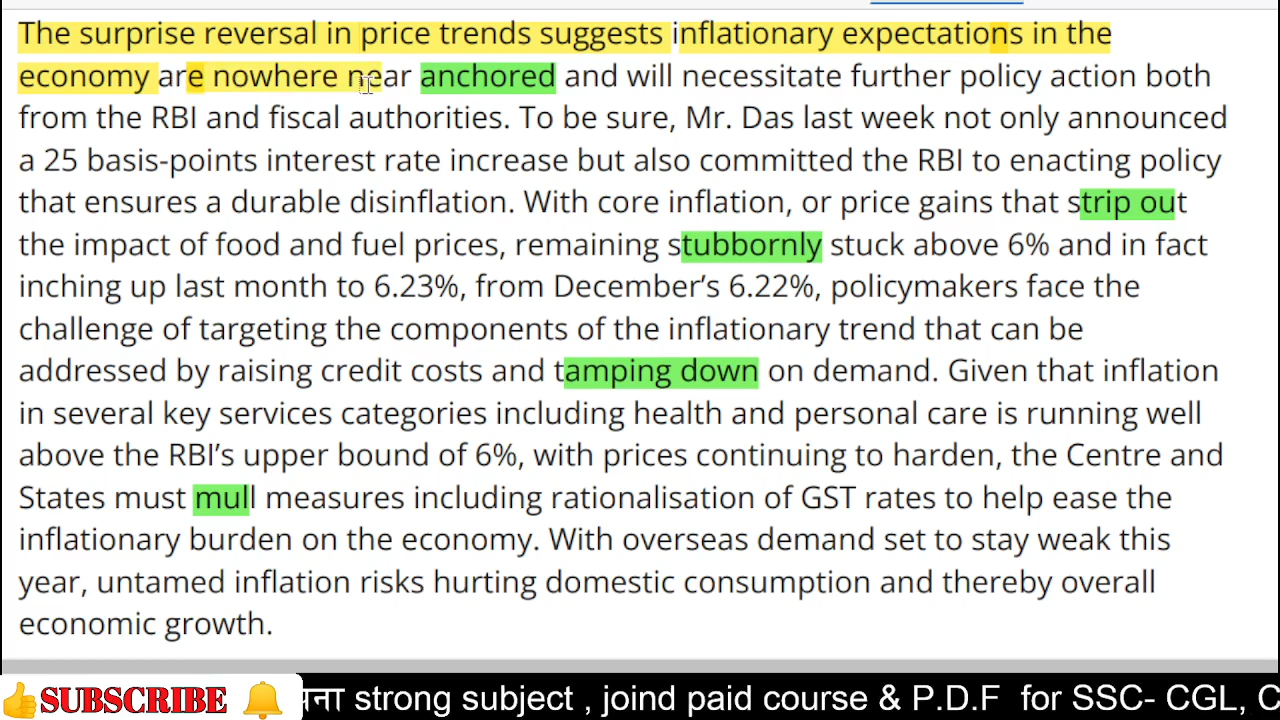 The surprise reversal in price trends suggests inflationary expectations in the
economy are nowhere near anchored and will necessitate further policy action both
from the RBI and fiscal authorities. To be sure, Mr. Das last week not only announced
a 25 basis-points interest rate increase but also committed the RBI to enacting policy
that ensures a durable disinflation. With core inflation, or price gains that strip out
the impact of food and fuel prices, remaining stubbornly stuck above 6% and in fact
inching up last month to 6.23%, from December’s 6.22%, policymakers face the
challenge of targeting the components of the inflationary trend that can be
addressed by raising credit costs and tamping down on demand. Given that inflation
in several key services categories including health and personal care is running well
above the RBI’s upper bound of 6%, with prices continuing to harden, the Centre and
States must mull measures including rationalisation of GST rates to help ease the
inflationary burden on the economy. With overseas demand set to stay weak this
year, untamed inflation risks hurting domestic consumption and thereby overall
economic growth.
SUBSCRIBE strong subject , joind paid course & P.D.F for SSC- CGL, C